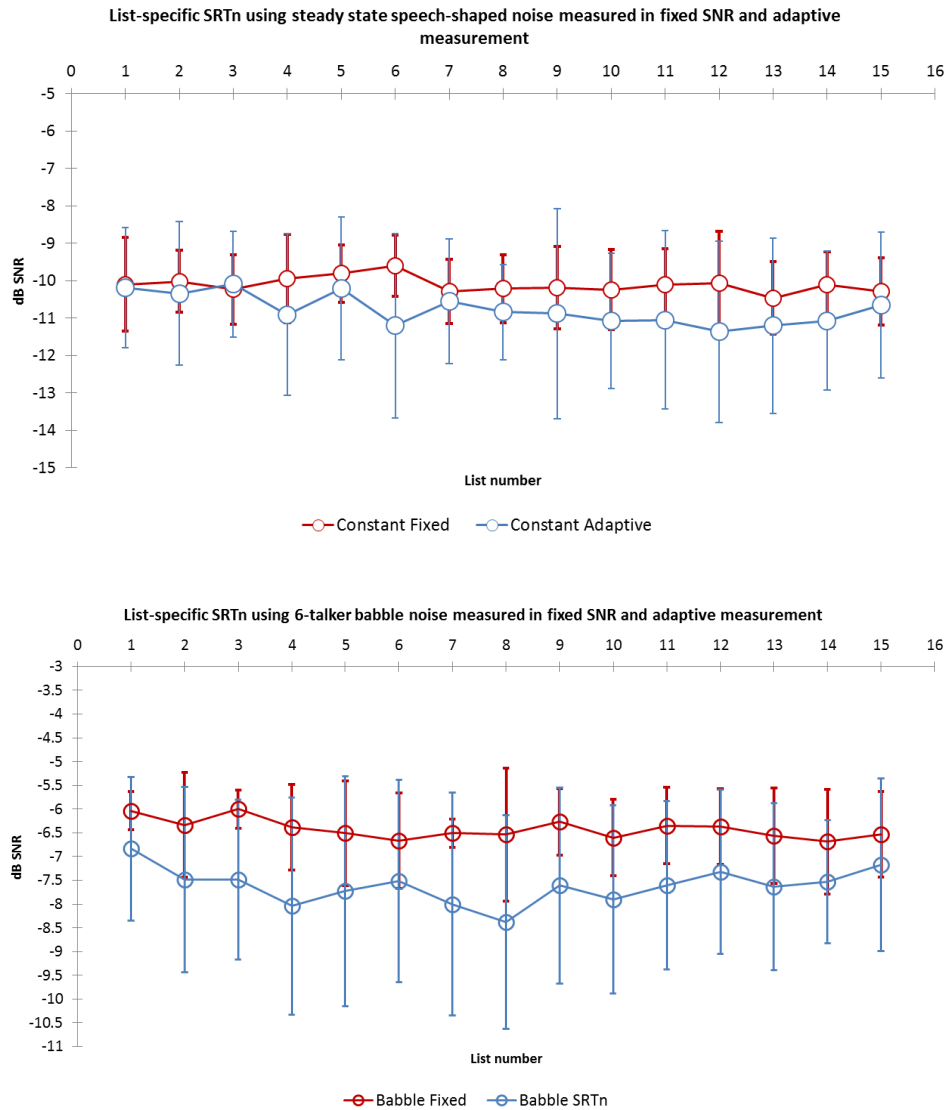 List-specific SRTn using steady state speech-shaped noise measured in fixed SNR and adaptive
measurement
0 1 2 3 4 5 6 7 8 9 10 11 12 13 14 15 16
-5
-6
-7
-8
-9
-10
-11
-12
-13
-14
-15
dB SNR
List number
Constant Fixed Constant Adaptive
List-specific SRTn using 6-talker babble noise measured in fixed SNR and adaptive measurement
0 1 2 3 4 5 6 7 8 9 10 11 12 13 14 15 16
-3
-3.5
-4
-4.5
-5
-5.5
-6
-6.5
-7
-7.5
-8
-8.5
-9
-9.5
-10
-10.5
-11
dB SNR
List number
Babble Fixed Babble SRTn